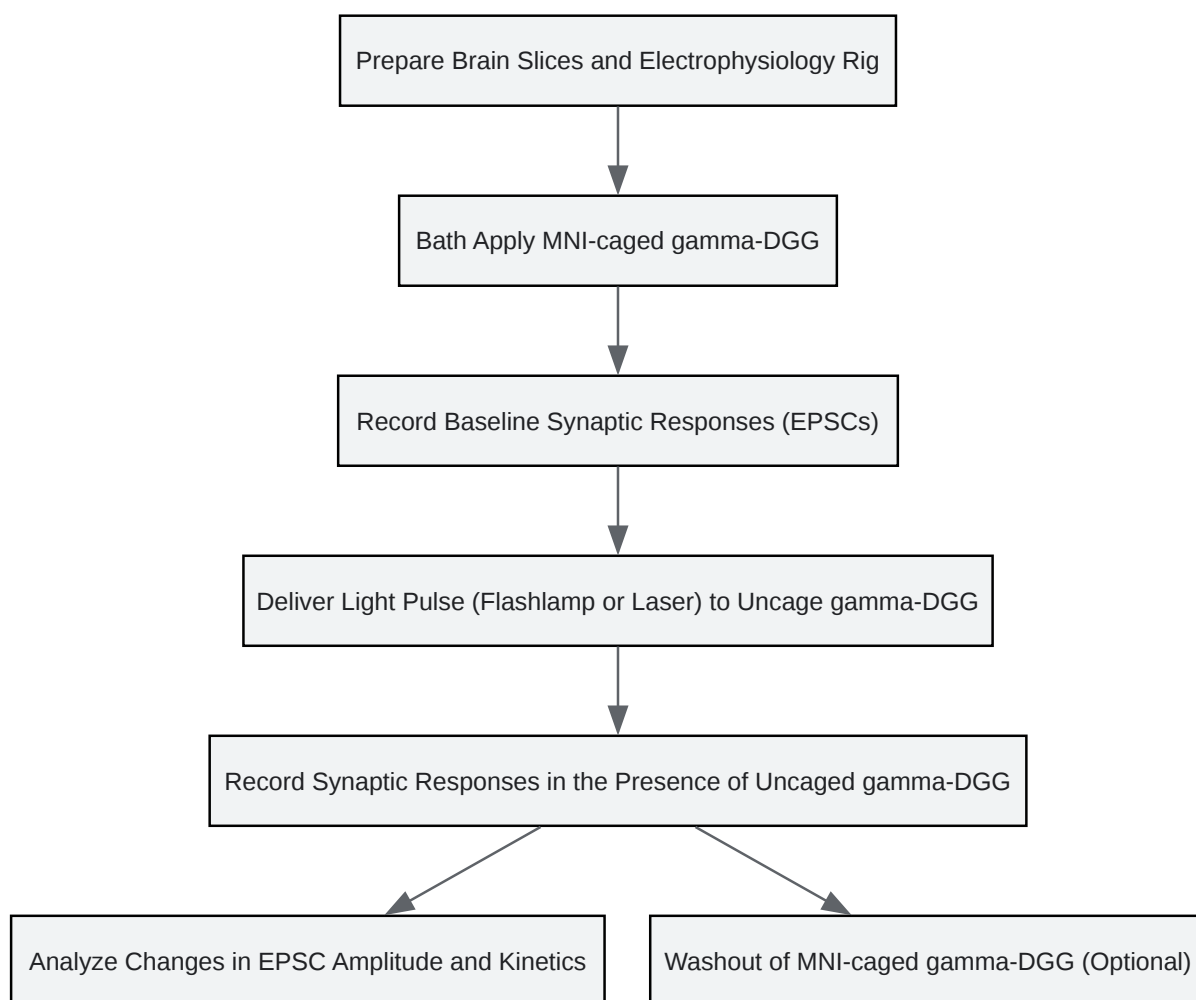 Prepare Brain Slices and Electrophysiology Rig
Bath Apply MNI-caged gamma-DGG
Record Baseline Synaptic Responses (EPSCs)
Deliver Light Pulse (Flashlamp or Laser) to Uncage gamma-DGG
Record Synaptic Responses in the Presence of Uncaged gamma-DGG
Analyze Changes in EPSC Amplitude and Kinetics
Washout of MNI-caged gamma-DGG (Optional)